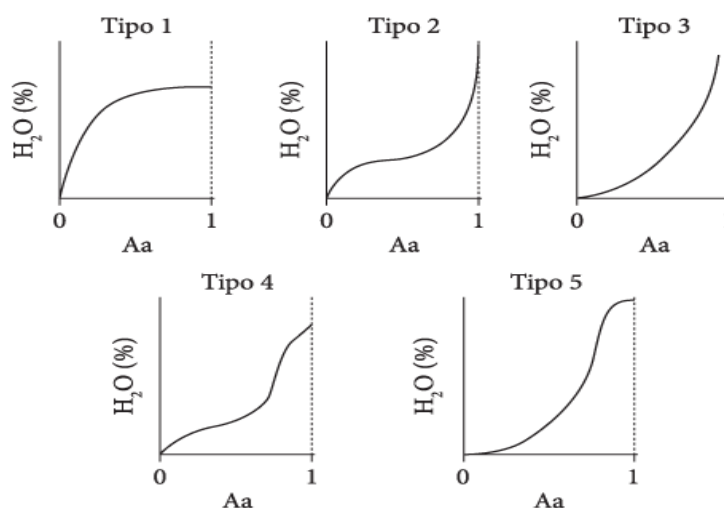 Tipo 1
H₂O (%)
0
1
Aa
Tipo 2
H₂O (%)
0
1
Aa
Tipo 3
H₂O (%)
0
Aa
Tipo 4
H₂O (%)
0
1
Aa
Tipo 5
H₂O (%)
0
1
Aa